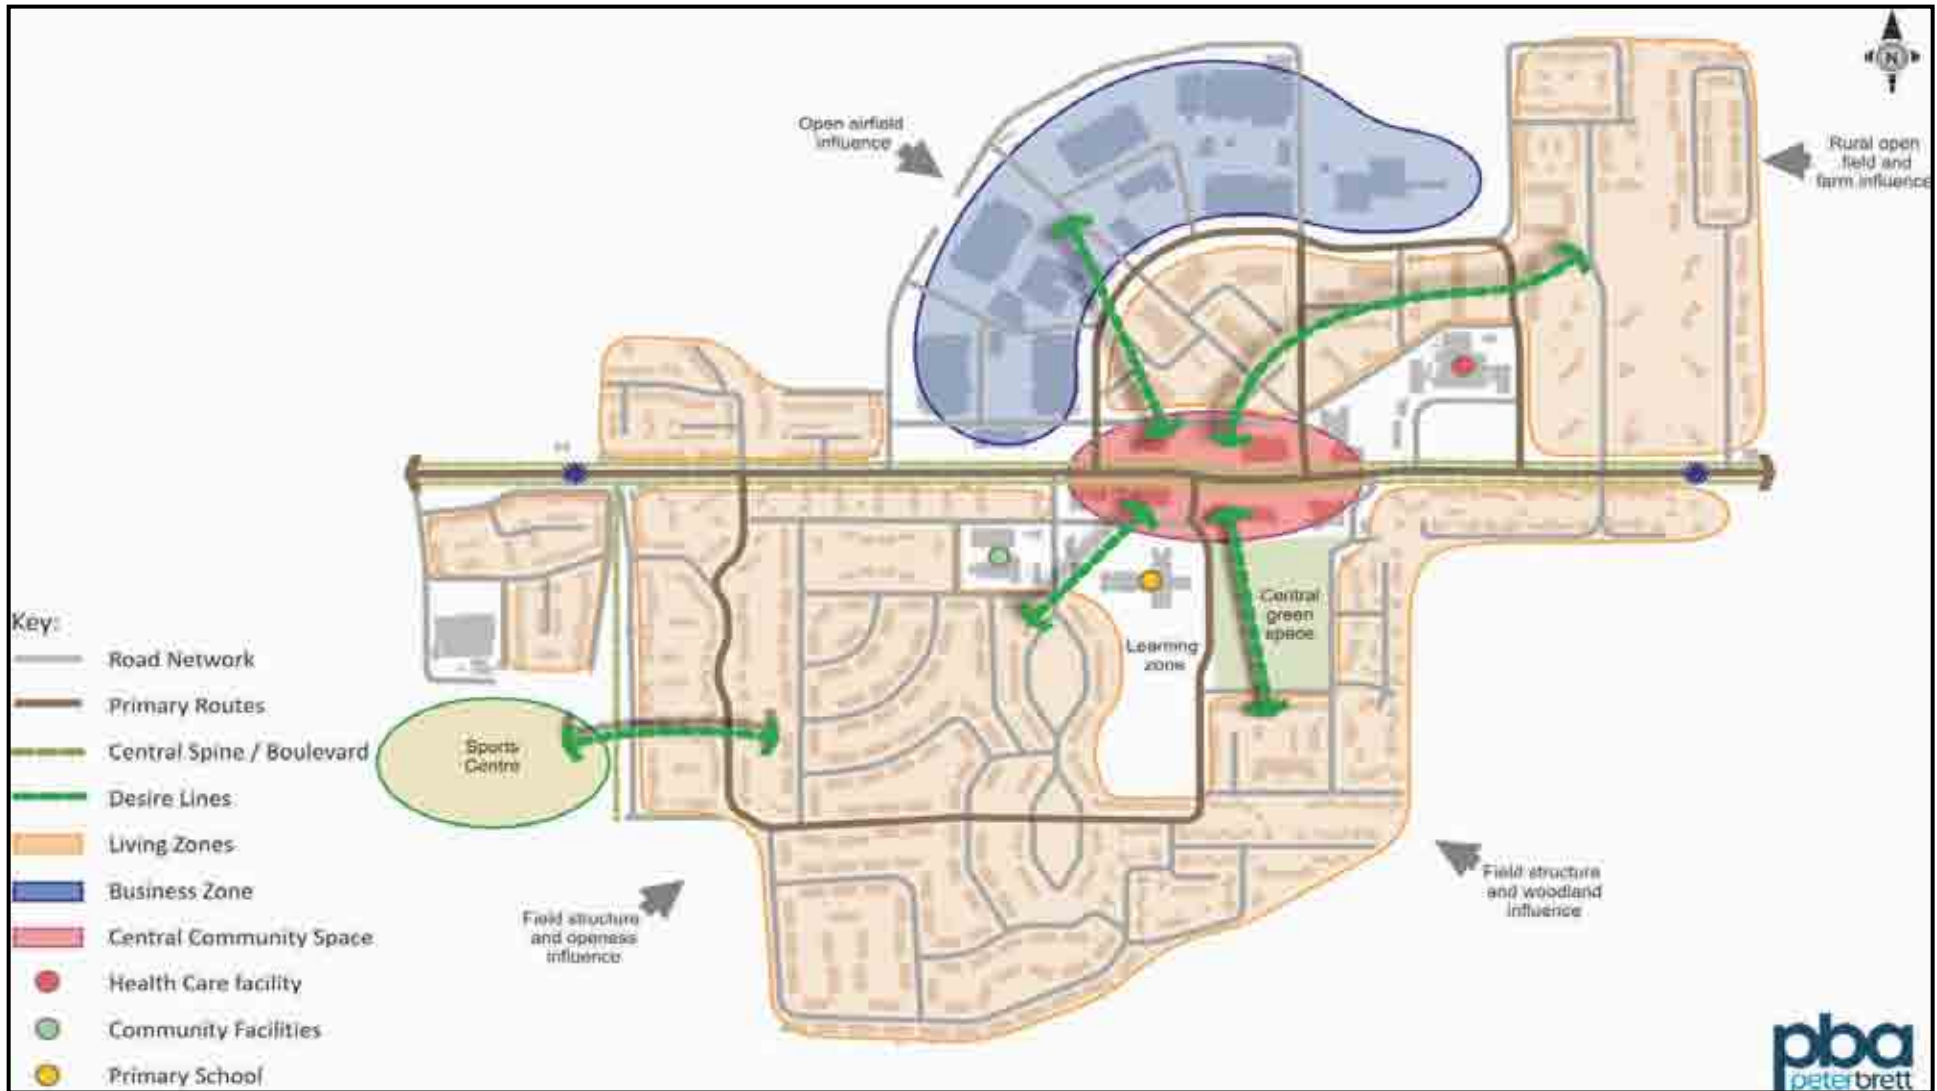 N
Open airfield
influence
Rural open
field and
farm influence
Central
green
space
Learning
zone
Sports
Centre
Field structure
and openess
influence
Field structure
and woodland
influence
Key:
Road Network
Primary Routes
Central Spine / Boulevard
Desire Lines
Living Zones
Business Zone
Central Community Space
Health Care facility
Community Facilities
Primary School
pba
peterbrett